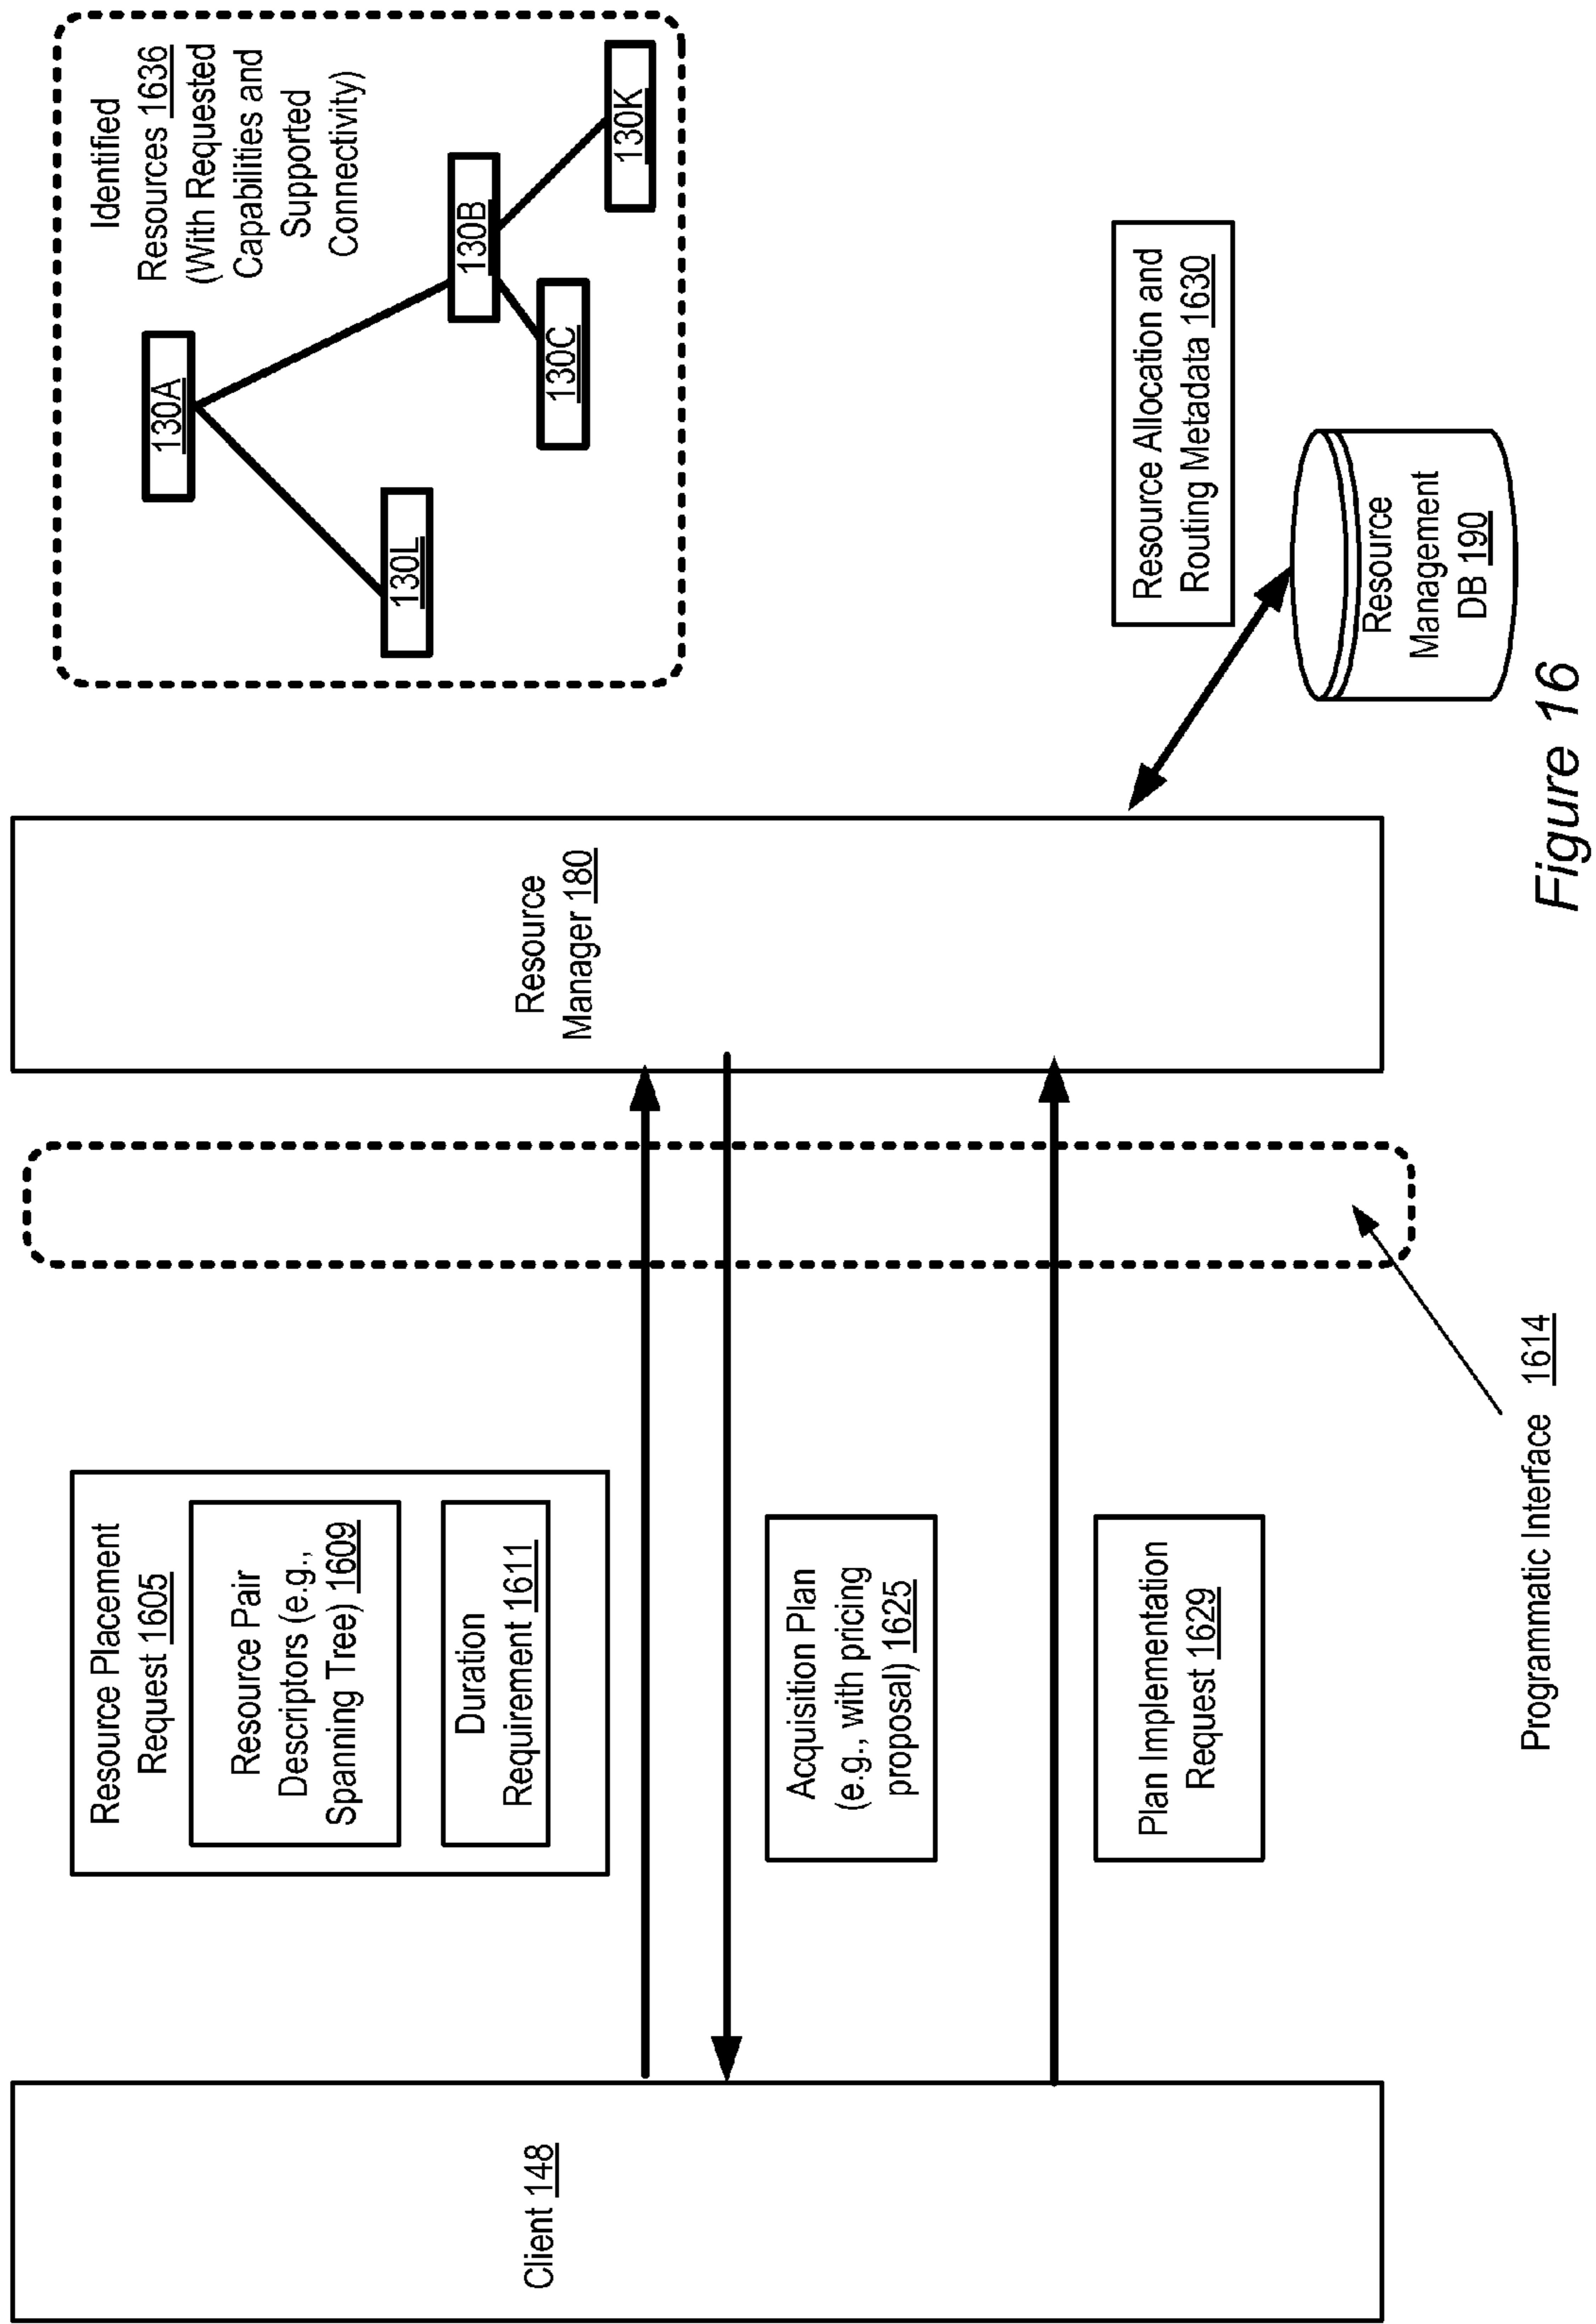 Client 148
Resource Placement
Request 1605
Resource Pair
Descriptors (e.g.,
Spanning Tree) 1609
Duration
Requirement 1611
Acquisition Plan
(e.g., with pricing
proposal) 1625
Plan Implementation
Request 1629
Programmatic Interface 1614
Resource
Manager 180
Identified
Resources 1636
(With Requested
Capabilities and
Supported
Connectivity)
130A
130L
130B
130C
130K
Resource Allocation and
Routing Metadata 1630
Resource
Management
DB 190
Figure 16